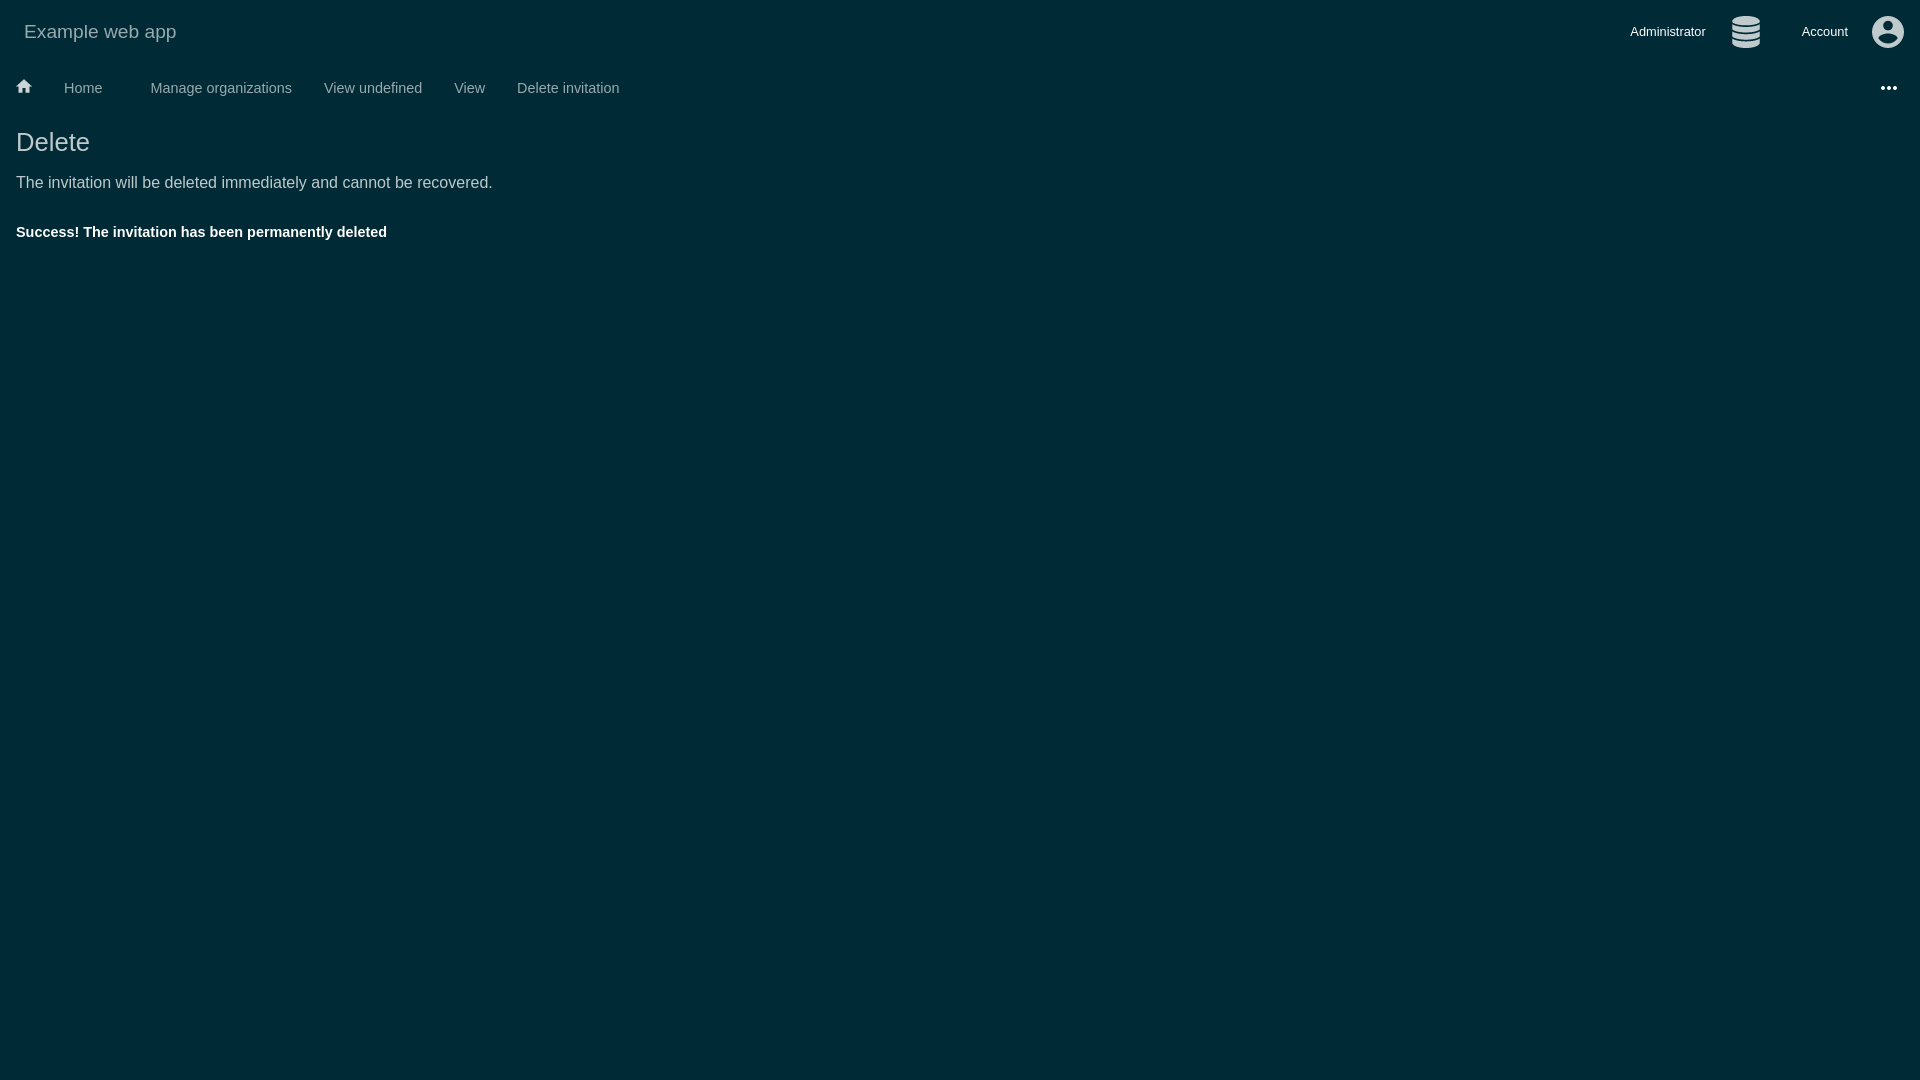 Example web app
Administrator
Account
Home
Manage organizations
View undefined
View
Delete invitation
Delete
The invitation will be deleted immediately and cannot be recovered.
Success! The invitation has been permanently deleted